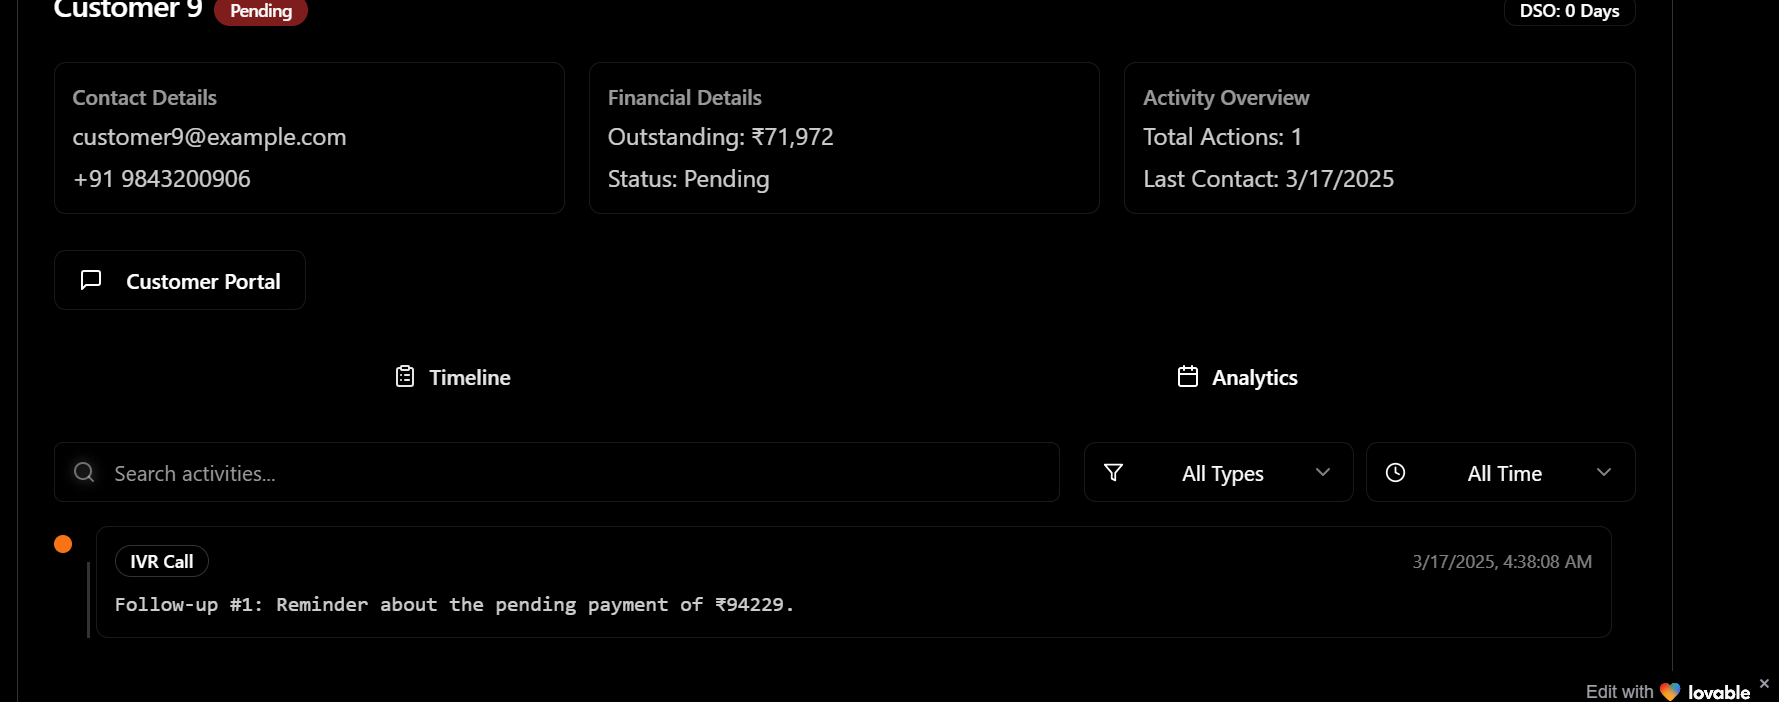 Customer 9 Pending DSO: 0 Days
Contact Details
customer9@example.com
+91 9843200906
Financial Details
Outstanding: ₹71,972
Status: Pending
Activity Overview
Total Actions: 1
Last Contact: 3/17/2025
Customer Portal
Timeline Analytics
Search activities... All Types All Time
IVR Call 3/17/2025, 4:38:08 AM
Follow-up #1: Reminder about the pending payment of ₹94229.
Edit with lovable ×